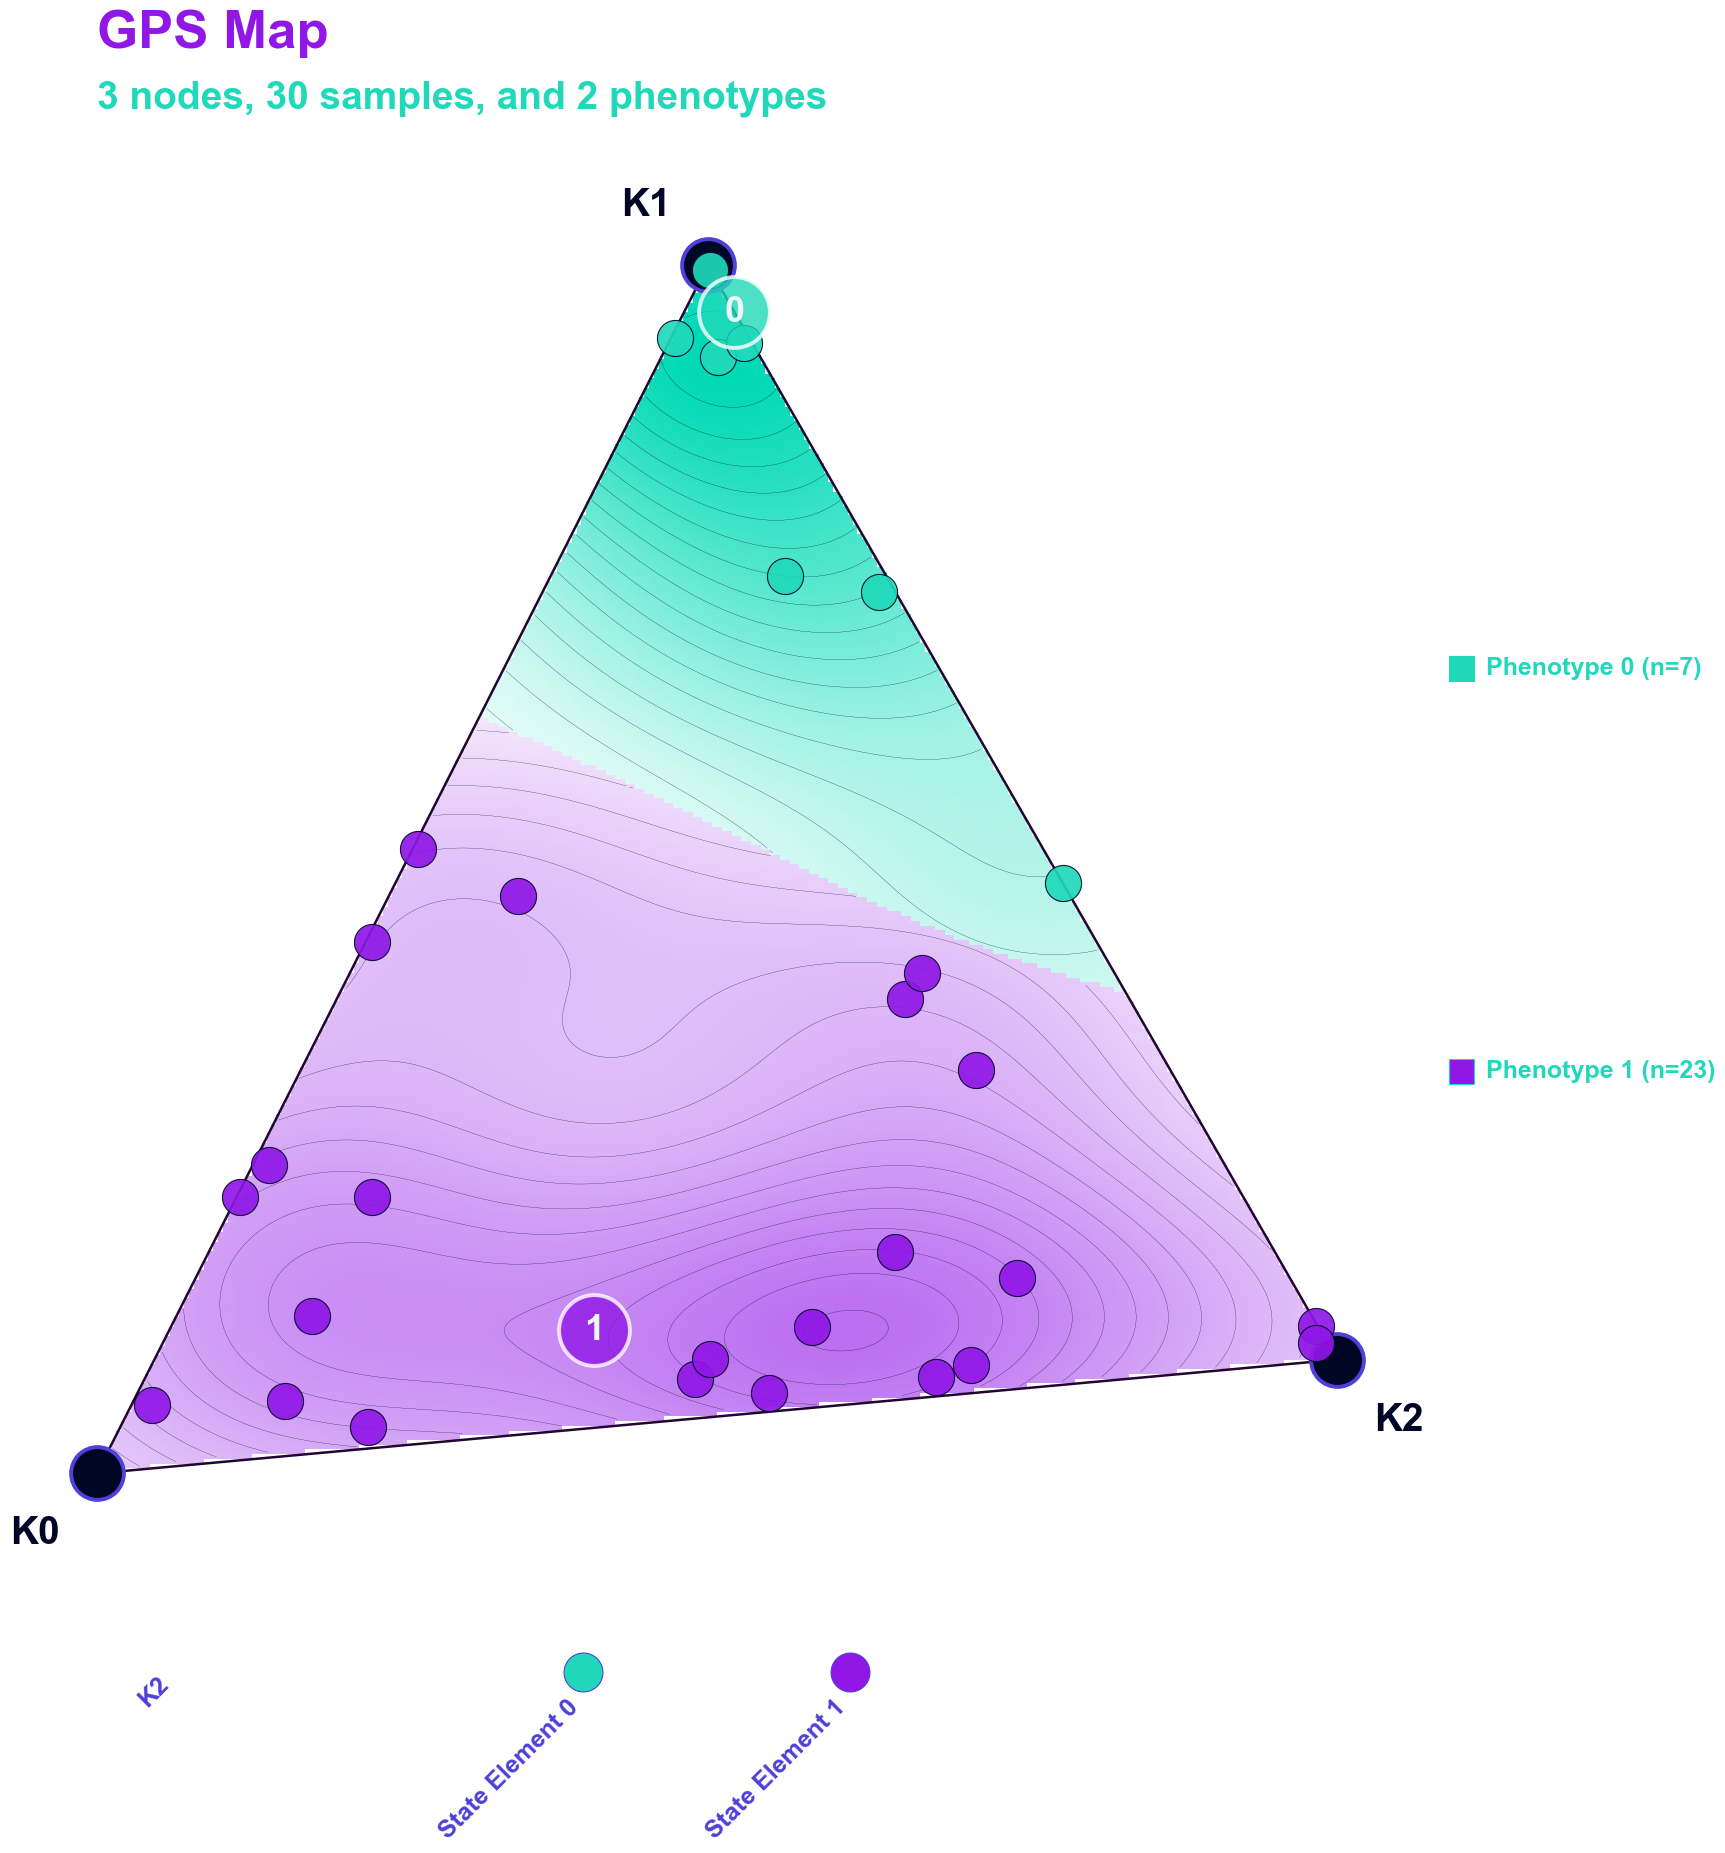 GPS Map
3 nodes, 30 samples, and 2 phenotypes
K1
0
Phenotype 0 (n=7)
Phenotype 1 (n=23)
1
K2
K0
K2
State Element 0
State Element 1